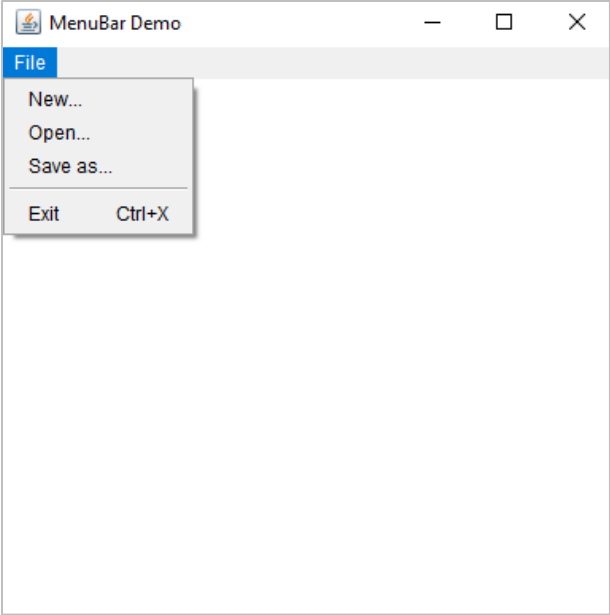 MenuBar Demo
File
New...
Open...
Save as...
Exit Ctrl+X